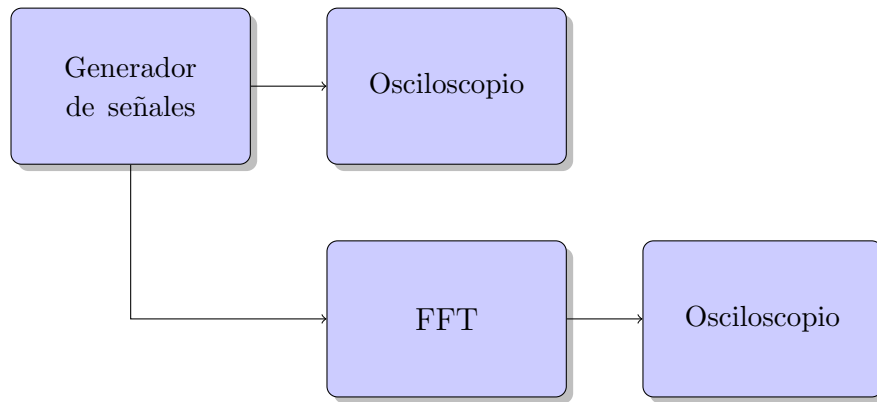 Generador
de señales
Osciloscopio
FFT
Osciloscopio